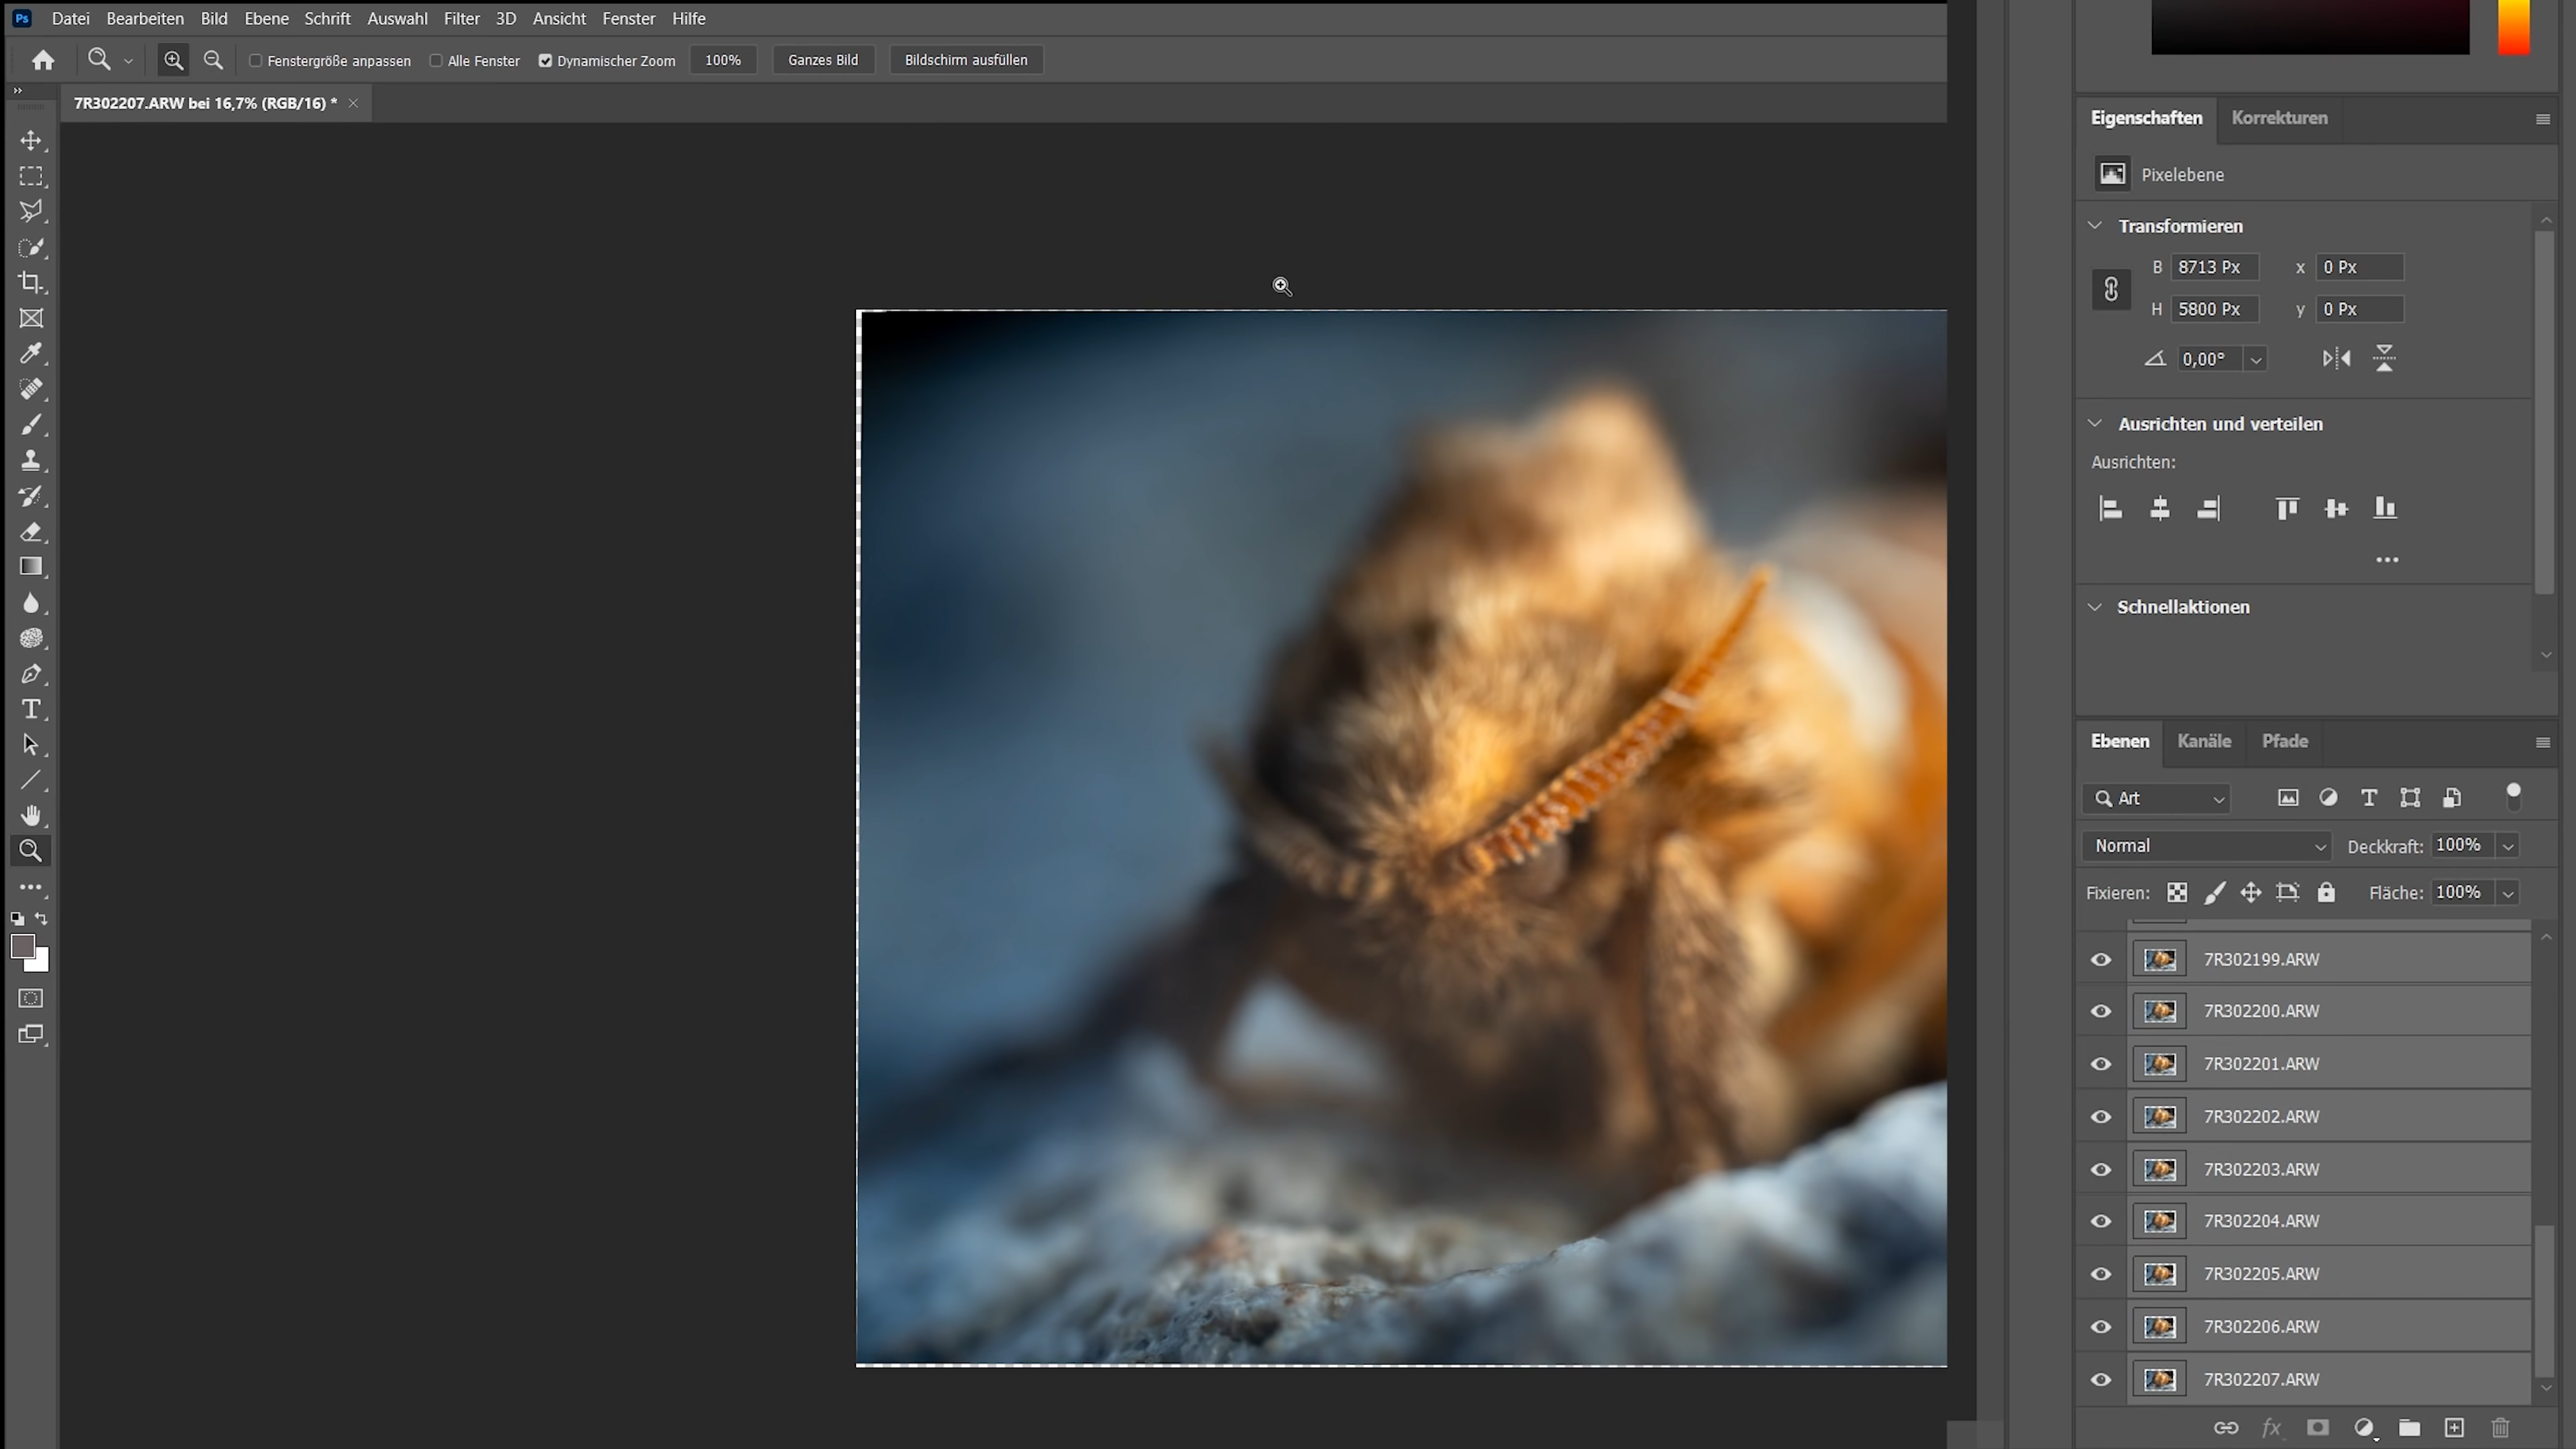 Ps Datei Bearbeiten Bild Ebene Schrift Auswahl Filter 3D Ansicht Fenster Hilfe
Fenstergröße anpassen Alle Fenster Dynamischer Zoom 100% Ganzes Bild Bildschirm ausfüllen
7R302207.ARW bei 16,7% (RGB/16) * ×
Eigenschaften Korrekturen
Pixelebene
Transformieren
B 8713 Px x 0 Px
H 5800 Px y 0 Px
0,00°
Ausrichten und verteilen
Ausrichten:
Schnellaktionen
Ebenen Kanäle Pfade
Art
Normal Deckkraft: 100%
Fixieren: Fläche: 100%
7R302199.ARW
7R302200.ARW
7R302201.ARW
7R302202.ARW
7R302203.ARW
7R302204.ARW
7R302205.ARW
7R302206.ARW
7R302207.ARW
fx